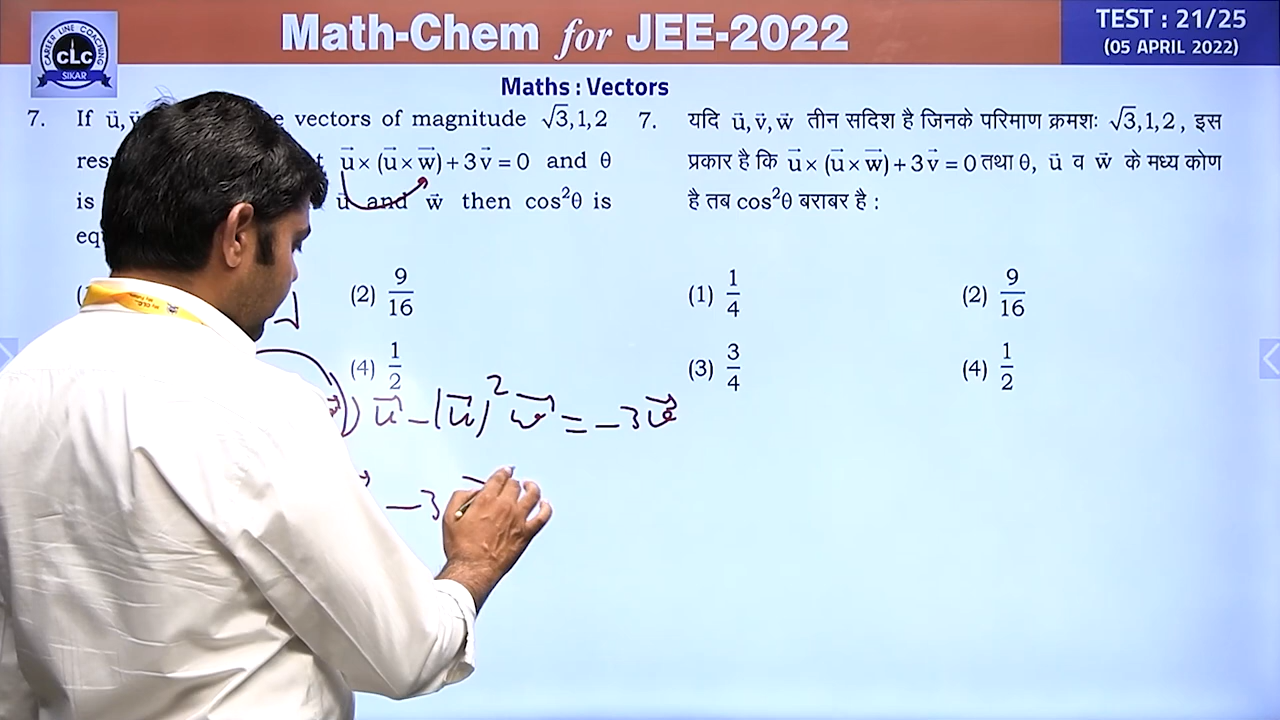 CAREER LINE COACHING
CLC
SIKAR
Math-Chem for JEE-2022
TEST : 21/25
(05 APRIL 2022)
Maths : Vectors
7. If u⃗, e vectors of magnitude √3,1,2
u⃗×(u⃗×w⃗)+3v⃗=0 and θ
is u⃗ and w⃗ then cos²θ is
(2) 9/16
(4) 1/2
7. यदि u⃗,v⃗,w⃗ तीन सदिश है जिनके परिमाण क्रमशः √3,1,2, इस
प्रकार है कि u⃗×(u⃗×w⃗)+3v⃗=0 तथा θ, u⃗ व w⃗ के मध्य कोण
है तब cos²θ बराबर है :
(1) 1/4 (2) 9/16
(3) 3/4 (4) 1/2
) u⃗ – (u⃗)² w⃗ = –3v⃗
–3